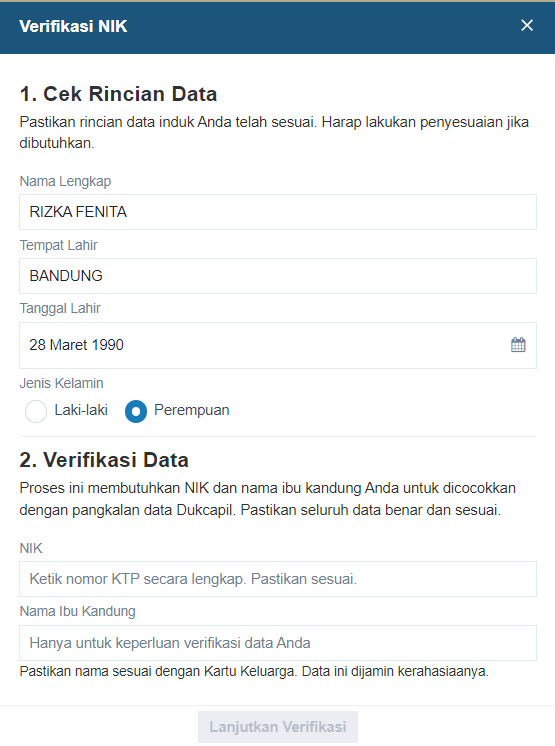 Verifikasi NIK
1. Cek Rincian Data
Pastikan rincian data induk Anda telah sesuai. Harap lakukan penyesuaian jika
dibutuhkan.
Nama Lengkap
RIZKA FENITA
Tempat Lahir
BANDUNG
Tanggal Lahir
28 Maret 1990
Jenis Kelamin
Laki-laki Perempuan
2. Verifikasi Data
Proses ini membutuhkan NIK dan nama ibu kandung Anda untuk dicocokkan
dengan pangkalan data Dukcapil. Pastikan seluruh data benar dan sesuai.
NIK
Ketik nomor KTP secara lengkap. Pastikan sesuai.
Nama Ibu Kandung
Hanya untuk keperluan verifikasi data Anda
Pastikan nama sesuai dengan Kartu Keluarga. Data ini dijamin kerahasiaanya.
Lanjutkan Verifikasi